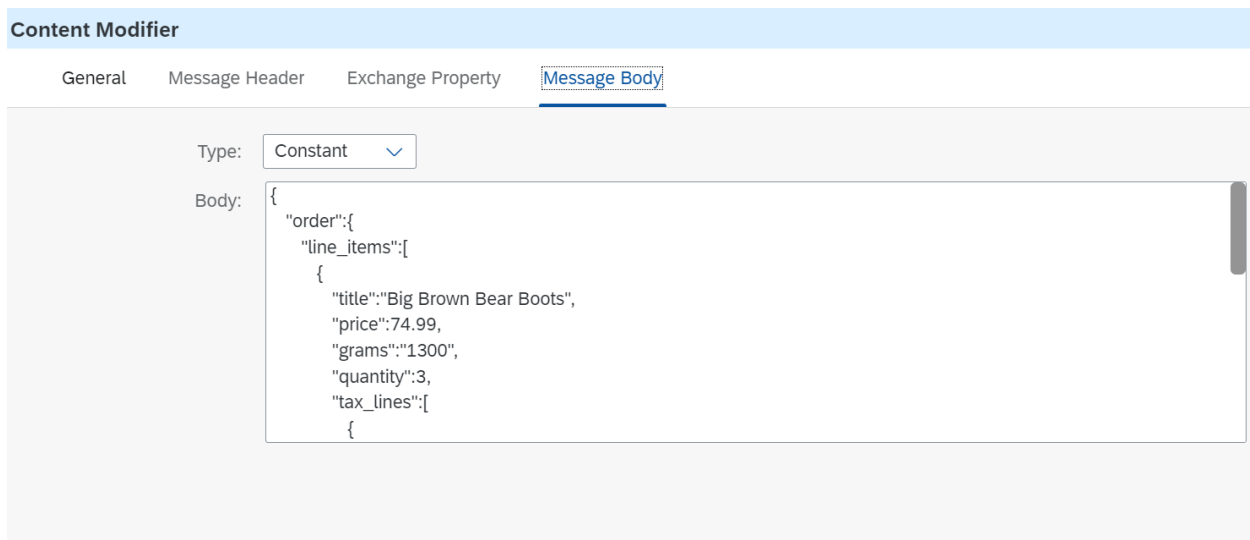 Content Modifier
General Message Header Exchange Property Message Body
Type: Constant
Body:
{
"order":{
"line_items":[
{
"title":"Big Brown Bear Boots",
"price":74.99,
"grams":"1300",
"quantity":3,
"tax_lines":[
{